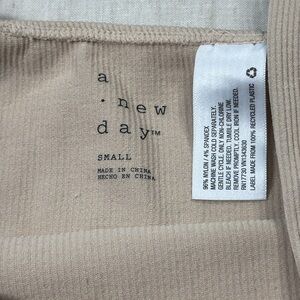 a
. new
day™
SMALL
MADE IN CHINA
HECHO EN CHINA
96% NYLON / 4% SPANDEX
MACHINE WASH COLD SEPARATELY.
GENTLE CYCLE. ONLY NON-CHLORINE
BLEACH IF NEEDED. TUMBLE DRY LOW.
REMOVE PROMPTLY. COOL IRON IF NEEDED.
RN17730 VN1343630
LABEL MADE FROM 100% RECYCLED PLASTIC